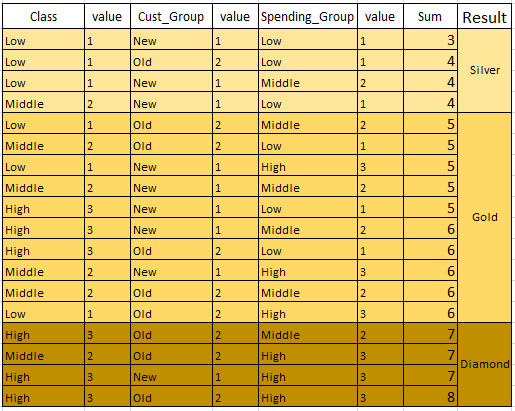 Class value Cust_Group value Spending_Group value Sum Result
Low 1 New 1 Low 1 3
Low 1 Old 2 Low 1 4
Low 1 New 1 Middle 2 4
Middle 2 New 1 Low 1 4
Silver
Low 1 Old 2 Middle 2 5
Middle 2 Old 2 Low 1 5
Low 1 New 1 High 3 5
Middle 2 New 1 Middle 2 5
High 3 New 1 Low 1 5
High 3 New 1 Middle 2 6
High 3 Old 2 Low 1 6
Middle 2 New 1 High 3 6
Middle 2 Old 2 Middle 2 6
Low 1 Old 2 High 3 6
Gold
High 3 Old 2 Middle 2 7
Middle 2 Old 2 High 3 7
High 3 New 1 High 3 7
High 3 Old 2 High 3 8
Diamond